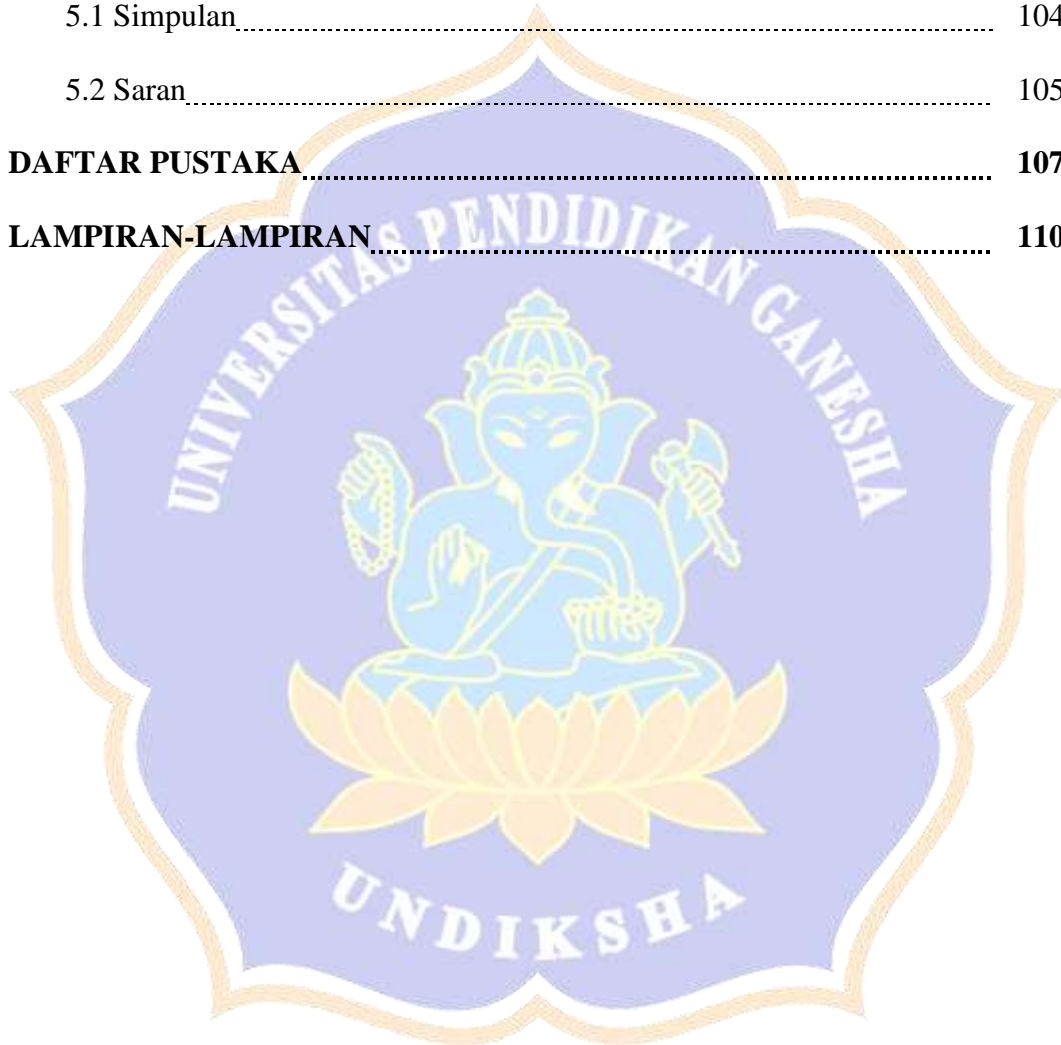 5.1 Simpulan 104
5.2 Saran 105
DAFTAR PUSTAKA 107
LAMPIRAN-LAMPIRAN 110
UNIVERSITAS PENDIDIKAN GANESHA
UNDIKSHA